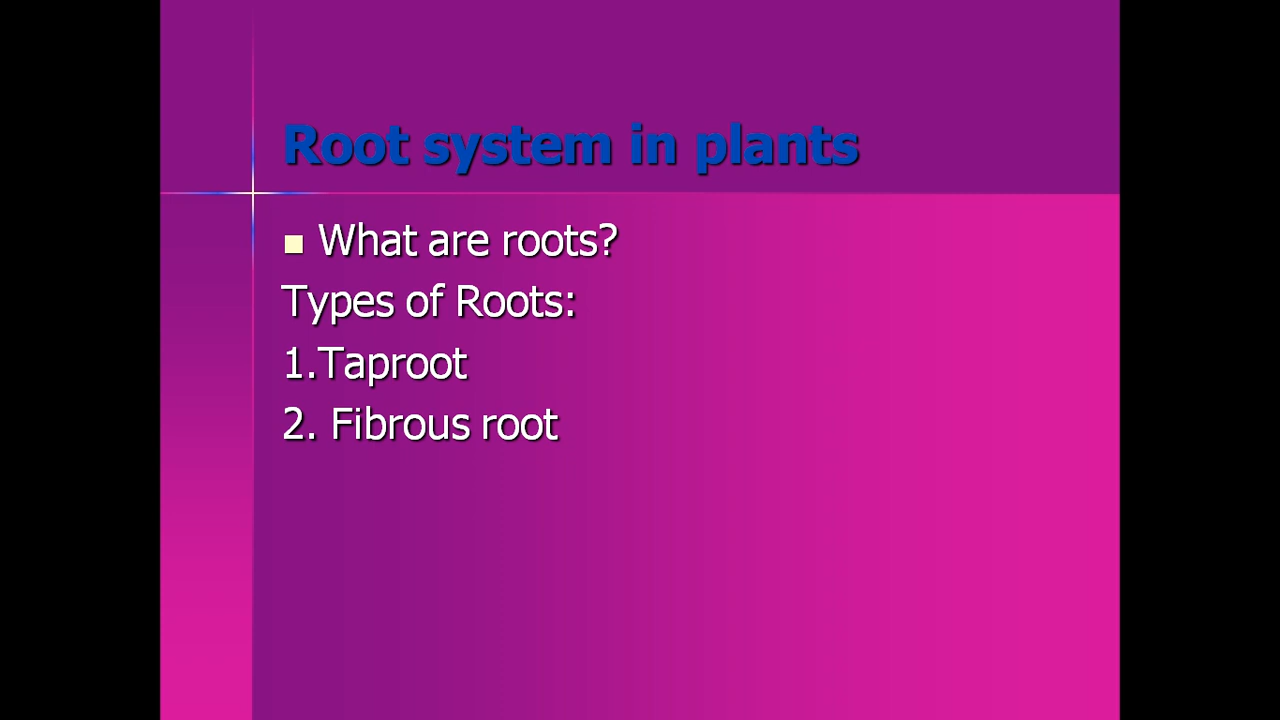 Root system in plants
What are roots?
Types of Roots:
1.Taproot
2. Fibrous root